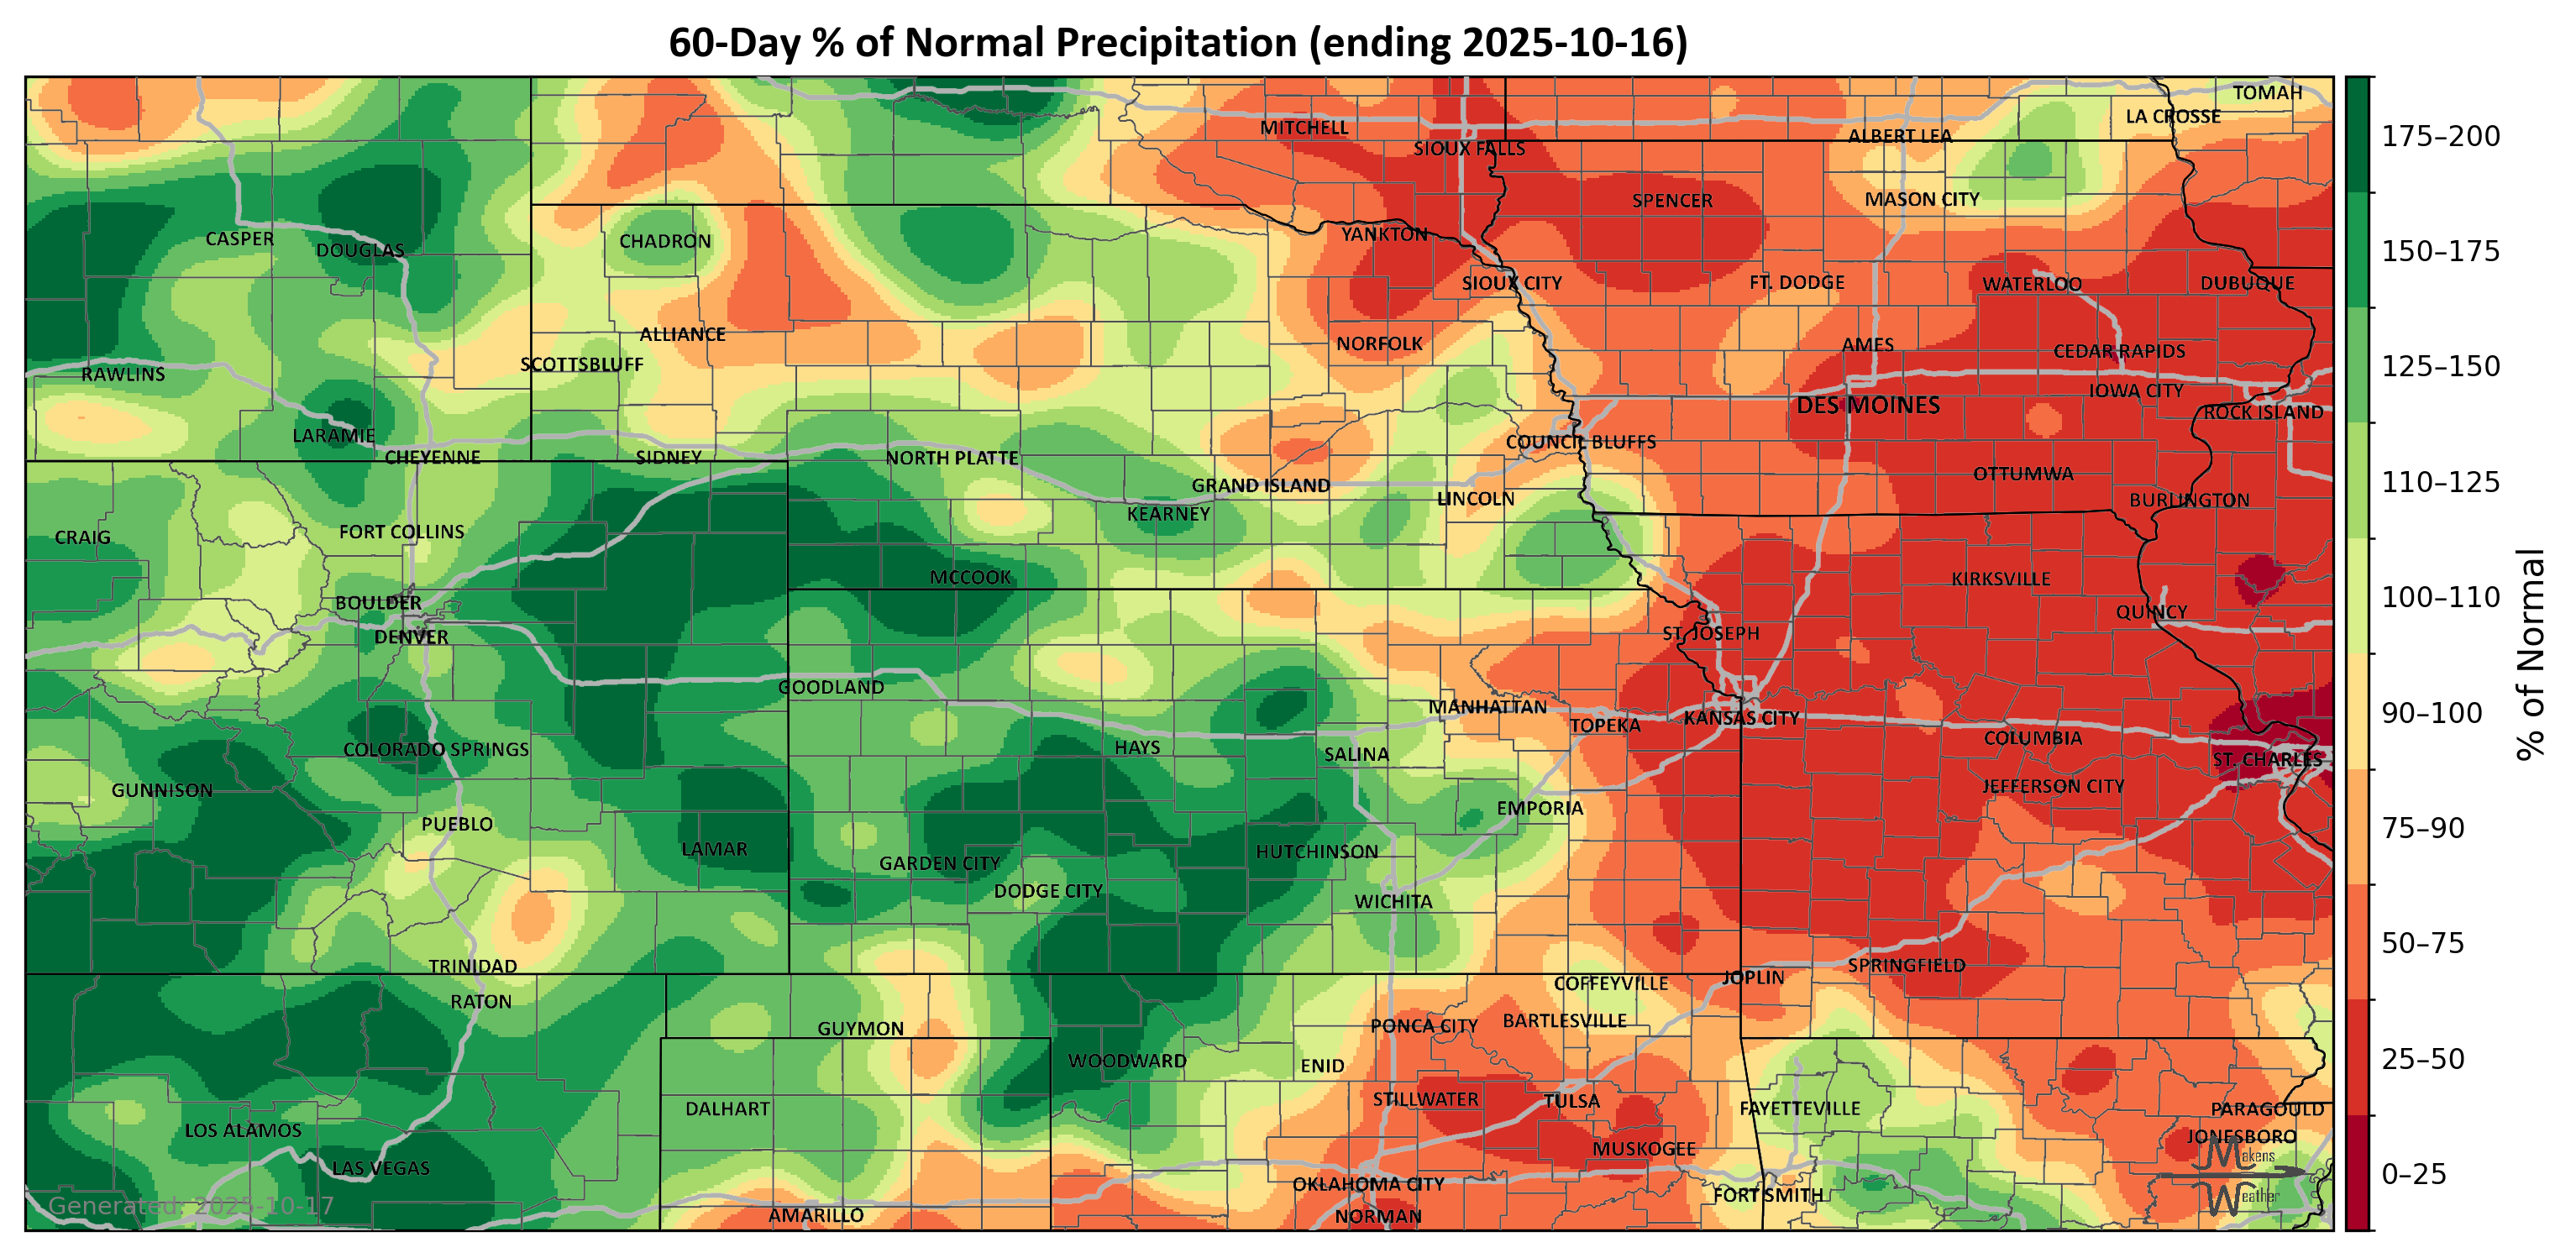 60-Day % of Normal Precipitation (ending 2025-10-16)
TOMAH
LA CROSSE
MITCHELL
ALBERT LEA
SIOUX FALLS
SPENCER
MASON CITY
YANKTON
CASPER
CHADRON
DOUGLAS
SIOUX CITY
FT. DODGE
WATERLOO
DUBUQUE
ALLIANCE
NORFOLK
AMES
CEDAR RAPIDS
SCOTTSBLUFF
RAWLINS
IOWA CITY
DES MOINES
ROCK ISLAND
LARAMIE
COUNCIL BLUFFS
CHEYENNE
SIDNEY
NORTH PLATTE
OTTUMWA
GRAND ISLAND
LINCOLN
BURLINGTON
KEARNEY
FORT COLLINS
CRAIG
MCCOOK
KIRKSVILLE
BOULDER
QUINCY
DENVER
ST. JOSEPH
GOODLAND
MANHATTAN
TOPEKA
KANSAS CITY
COLUMBIA
COLORADO SPRINGS
HAYS
SALINA
ST. CHARLES
GUNNISON
JEFFERSON CITY
EMPORIA
PUEBLO
LAMAR
HUTCHINSON
GARDEN CITY
DODGE CITY
WICHITA
TRINIDAD
SPRINGFIELD
JOPLIN
COFFEYVILLE
RATON
GUYMON
PONCA CITY
BARTLESVILLE
WOODWARD
ENID
STILLWATER
TULSA
DALHART
FAYETTEVILLE
PARAGOULD
LOS ALAMOS
JONESBORO
MUSKOGEE
LAS VEGAS
OKLAHOMA CITY
FORT SMITH
AMARILLO
NORMAN
Makens
Weather
Generated: 2025-10-17
175–200
150–175
125–150
110–125
100–110
90–100
75–90
50–75
25–50
0–25
% of Normal